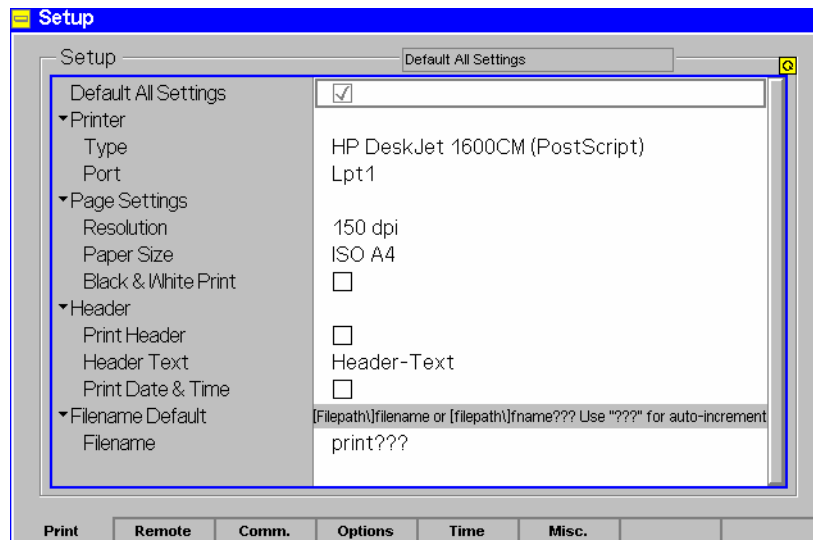 Setup
Setup Default All Settings
Default All Settings
Printer
Type HP DeskJet 1600CM (PostScript)
Port Lpt1
Page Settings
Resolution 150 dpi
Paper Size ISO A4
Black & White Print
Header
Print Header
Header Text Header-Text
Print Date & Time
Filename Default [Filepath\]filename or [filepath\]fname??? Use "???" for auto-increment
Filename print???
Print Remote Comm. Options Time Misc.